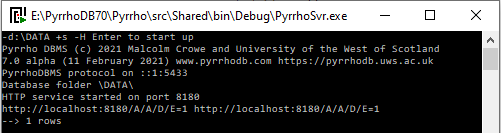 E:\PyrrhoDB70\Pyrrho\src\Shared\bin\Debug\PyrrhoSvr.exe
-d:\DATA +s -H Enter to start up
Pyrrho DBMS (c) 2021 Malcolm Crowe and University of the West of Scotland
7.0 alpha (11 February 2021) www.pyrrhodb.com https://pyrrhodb.uws.ac.uk
PyrrhoDBMS protocol on ::1:5433
Database folder \DATA\
HTTP service started on port 8180
http://localhost:8180/A/A/D/E=1 http://localhost:8180/A/A/D/E=1
--> 1 rows